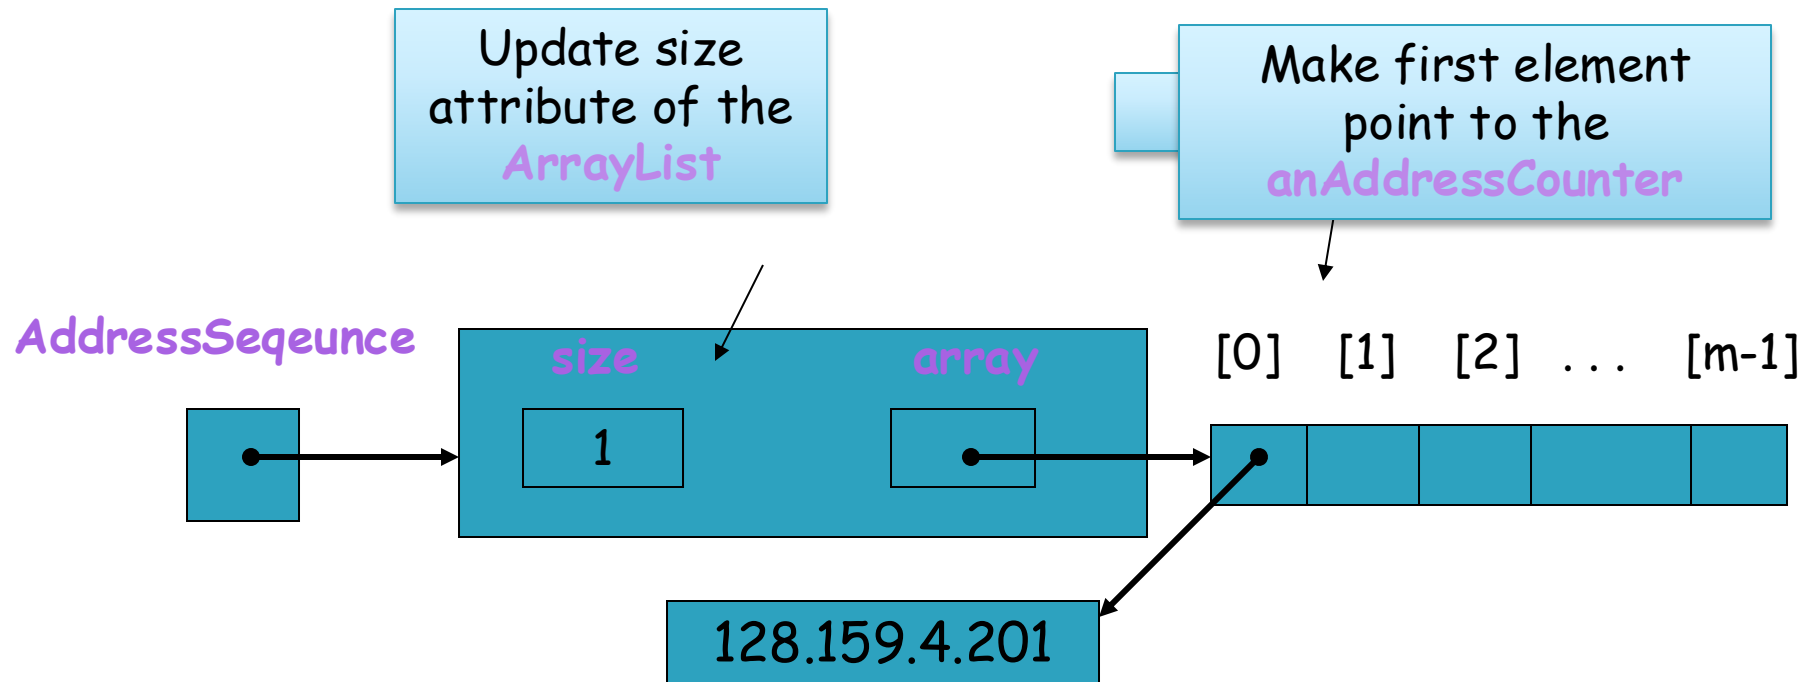 Update size
attribute of the
ArrayList
Make first element
point to the
anAddressCounter
AddressSeqeunce
size
array
[0] [1] [2] . . . [m-1]
1
128.159.4.201